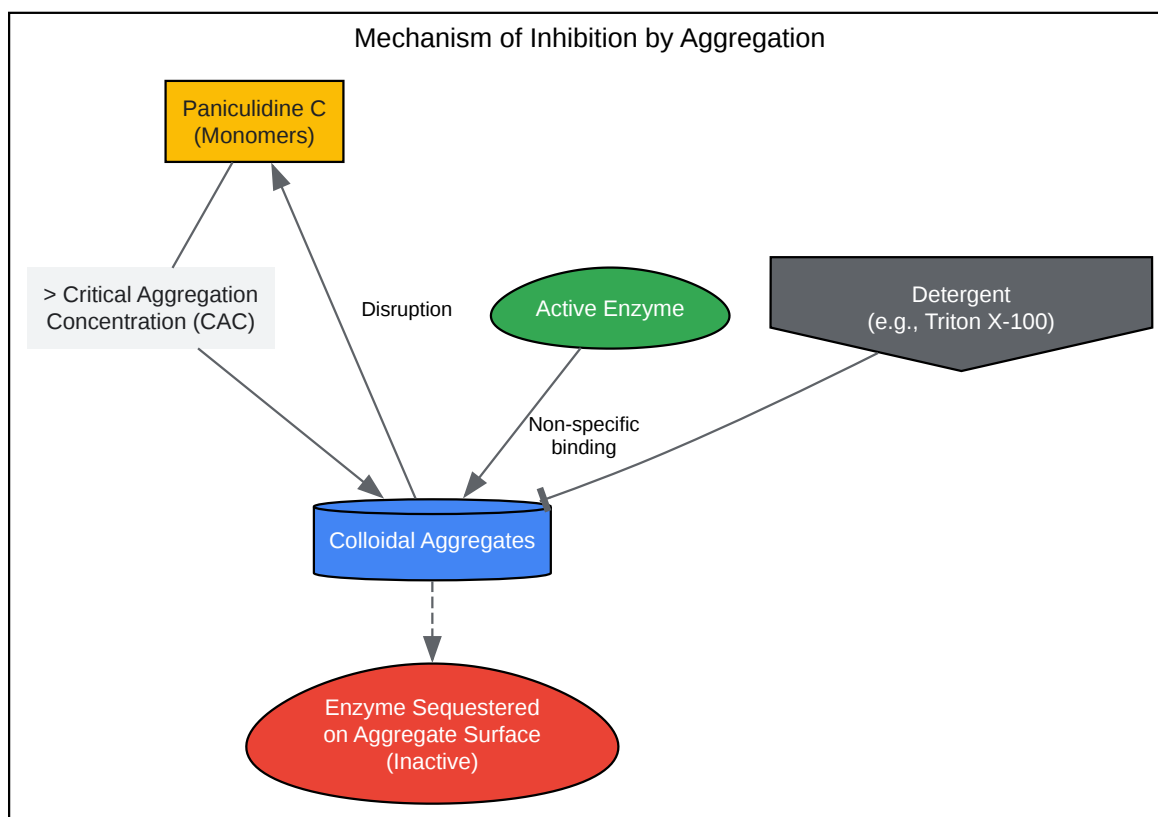 Mechanism of Inhibition by Aggregation
Paniculidine C
(Monomers)
> Critical Aggregation
Concentration (CAC)
Disruption
Active Enzyme
Detergent
(e.g., Triton X-100)
Non-specific
binding
Colloidal Aggregates
Enzyme Sequestered
on Aggregate Surface
(Inactive)